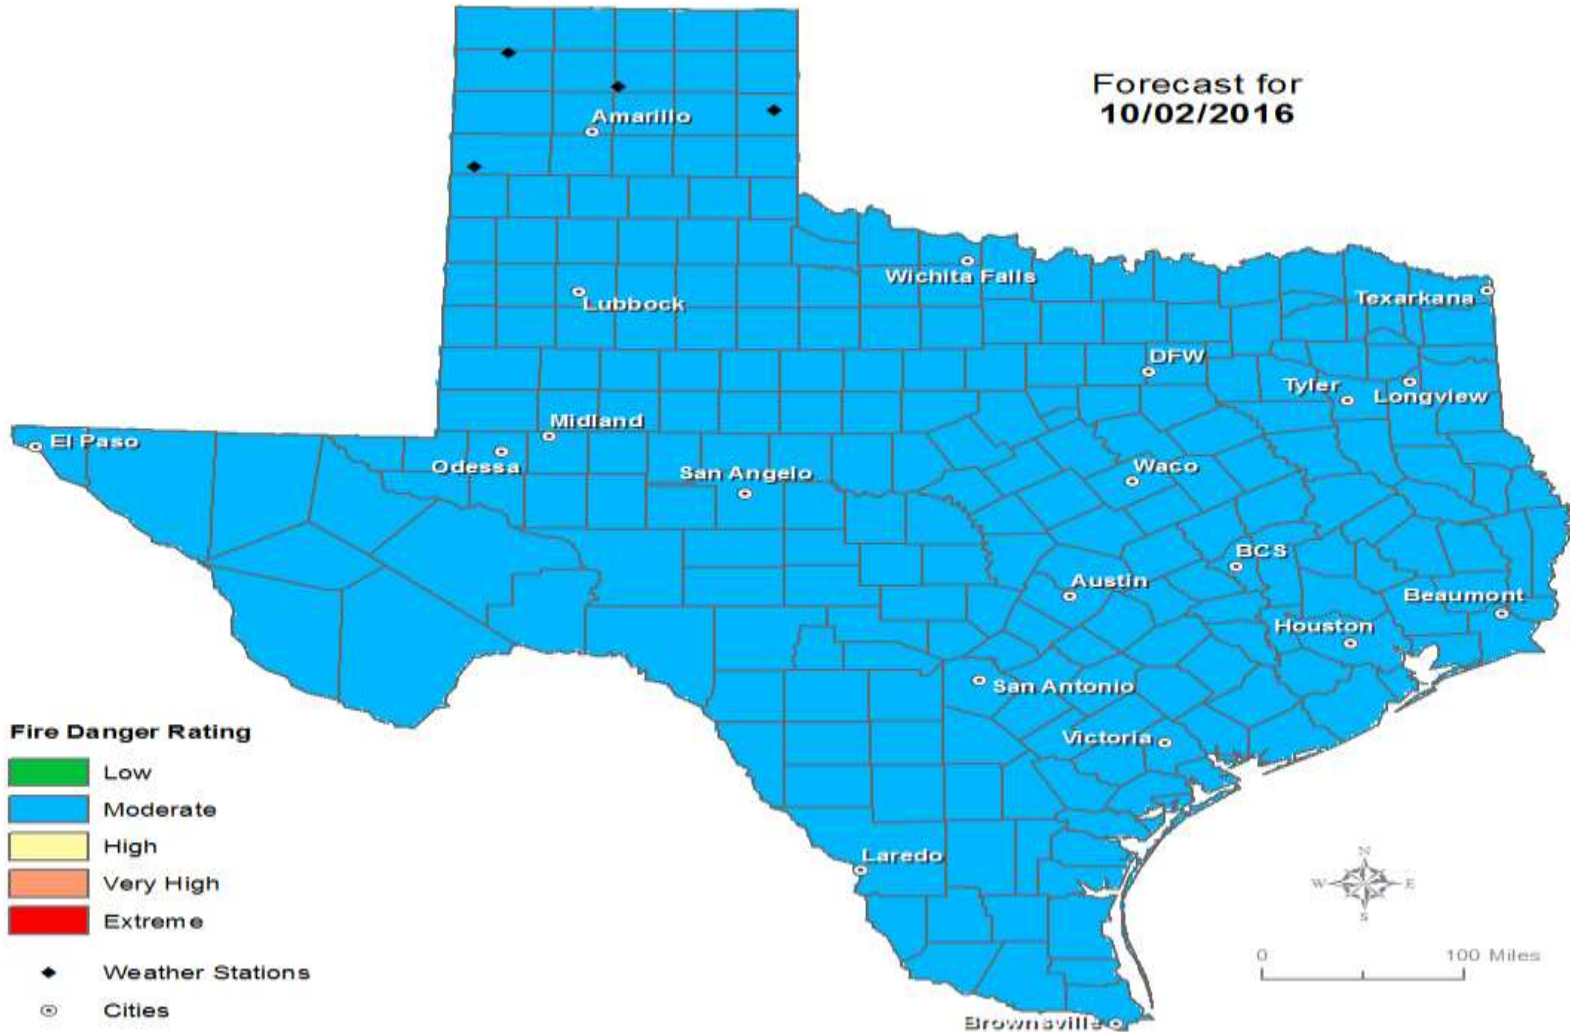 Forecast for
10/02/2016
Amarillo
Wichita Falls
Lubbock
Texarkana
DFW
Tyler
Longview
Midland
El Paso
Odessa
San Angelo
Waco
BCS
Austin
Beaumont
Houston
San Antonio
Victoria
Laredo
Brownsville
Fire Danger Rating
Low
Moderate
High
Very High
Extreme
Weather Stations
Cities
N
W E
S
0 100 Miles